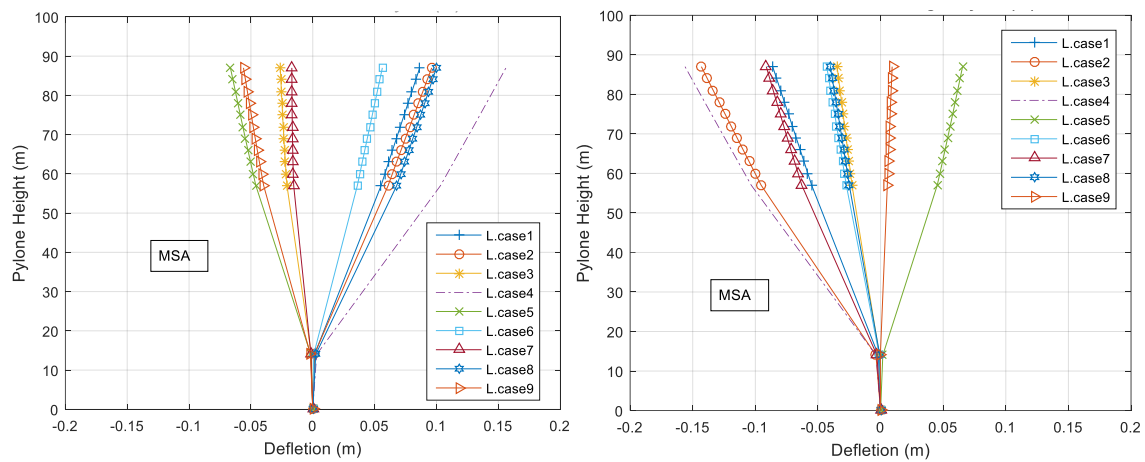 100
90
80
70
60
50
40
30
20
10
0
Pylone Height (m)
MSA
L.case1
L.case2
L.case3
L.case4
L.case5
L.case6
L.case7
L.case8
L.case9
-0.2
-0.15
-0.1
-0.05
0
0.05
0.1
0.15
0.2
Defletion (m)
100
90
80
70
60
50
40
30
20
10
0
Pylone Height (m)
MSA
L.case1
L.case2
L.case3
L.case4
L.case5
L.case6
L.case7
L.case8
L.case9
-0.2
-0.15
-0.1
-0.05
0
0.05
0.1
0.15
0.2
Defletion (m)